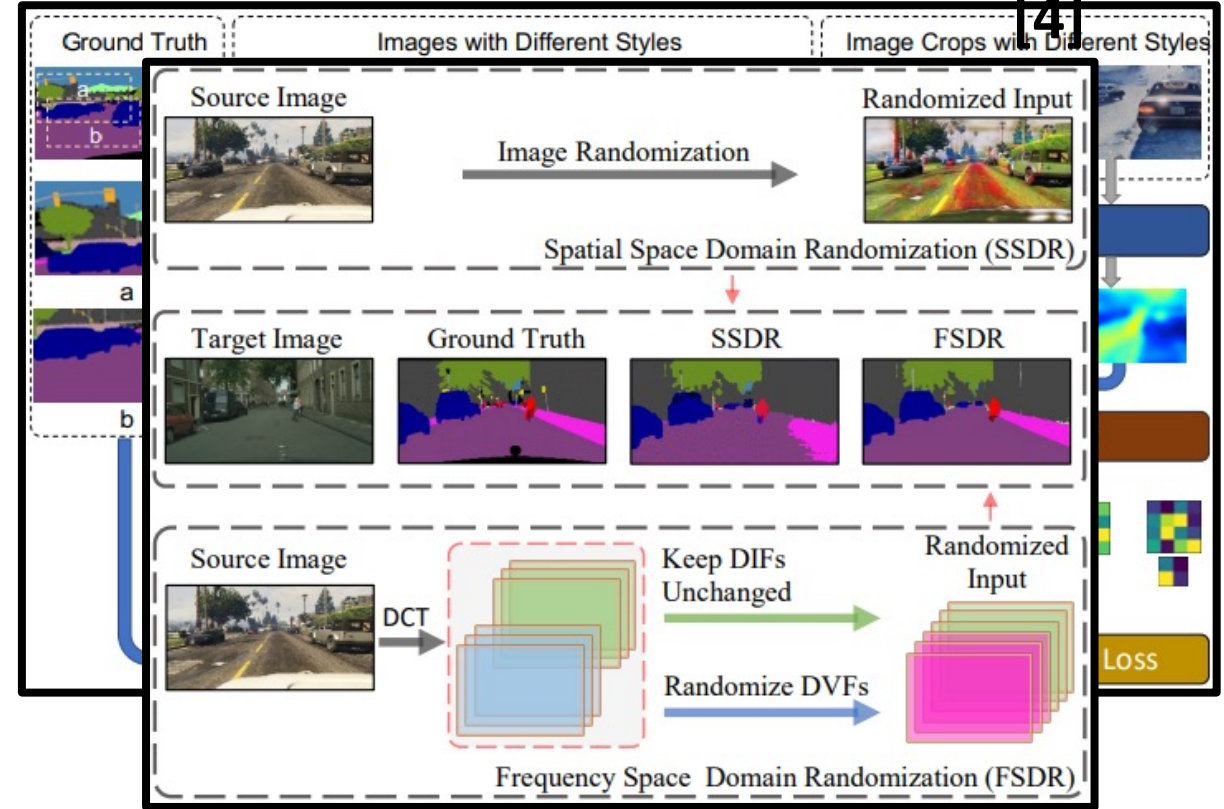 [4]
Ground Truth
Images with Different Styles
Image Crops with Different Styles
a
b
a
b
Loss
Source Image
Randomized Input
Image Randomization
Spatial Space Domain Randomization (SSDR)
Target Image
Ground Truth
SSDR
FSDR
Source Image
DCT
Keep DIFs
Unchanged
Randomize DVFs
Randomized
Input
Frequency Space Domain Randomization (FSDR)